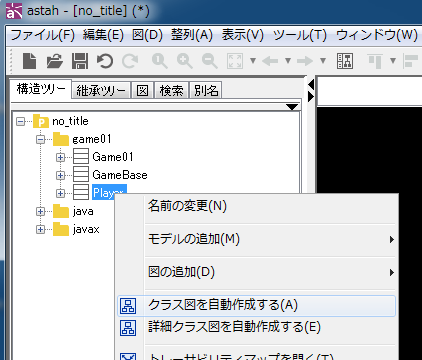 astah - [no_title] (*)
ファイル(F) 編集(E) 図(D) 整列(A) 表示(V) ツール(T) ウィンドウ(W)
構造ツリー 継承ツリー 図 検索 別名
no_title
game01
Game01
GameBase
Player
java
javax
名前の変更(N)
モデルの追加(M)
図の追加(D)
クラス図を自動作成する(A)
詳細クラス図を自動作成する(E)
トレーサビリティマップを開く(T)